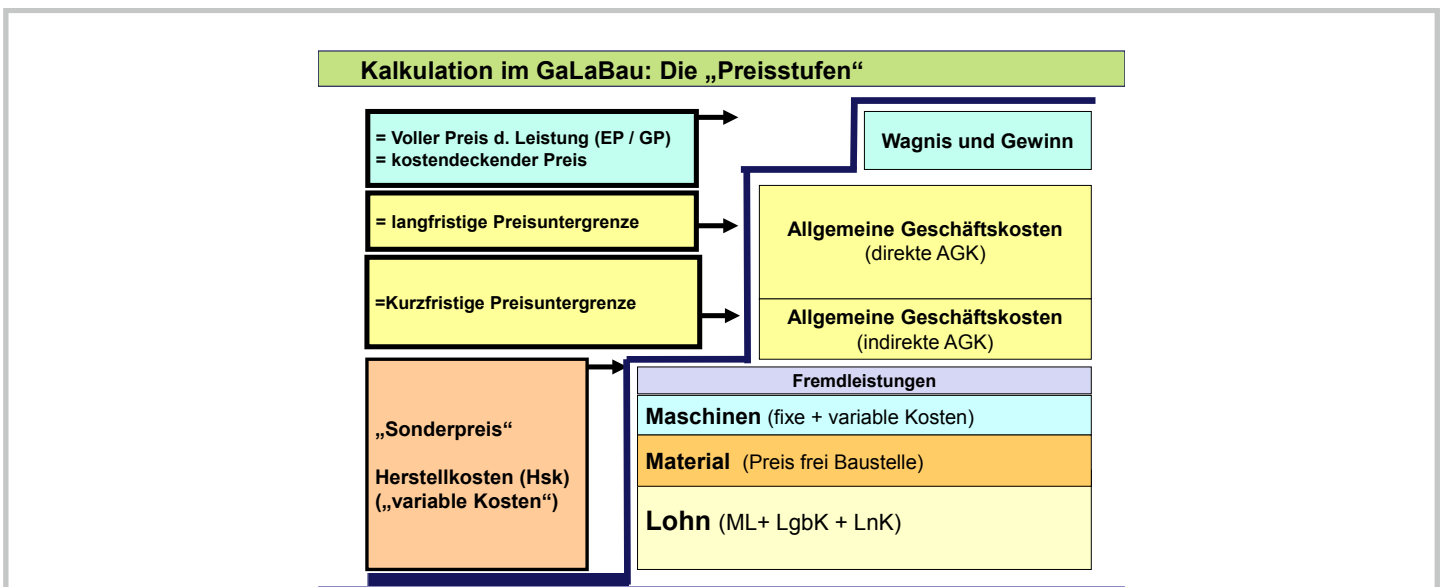 Kalkulation im GaLaBau: Die „Preisstufen“
= Voller Preis d. Leistung (EP / GP)
= kostendeckender Preis
Wagnis und Gewinn
= langfristige Preisuntergrenze
Allgemeine Geschäftskosten
(direkte AGK)
=Kurzfristige Preisuntergrenze
Allgemeine Geschäftskosten
(indirekte AGK)
„Sonderpreis“
Herstellkosten (Hsk)
(„variable Kosten“)
Fremdleistungen
Maschinen (fixe + variable Kosten)
Material (Preis frei Baustelle)
Lohn (ML+ LgbK + LnK)